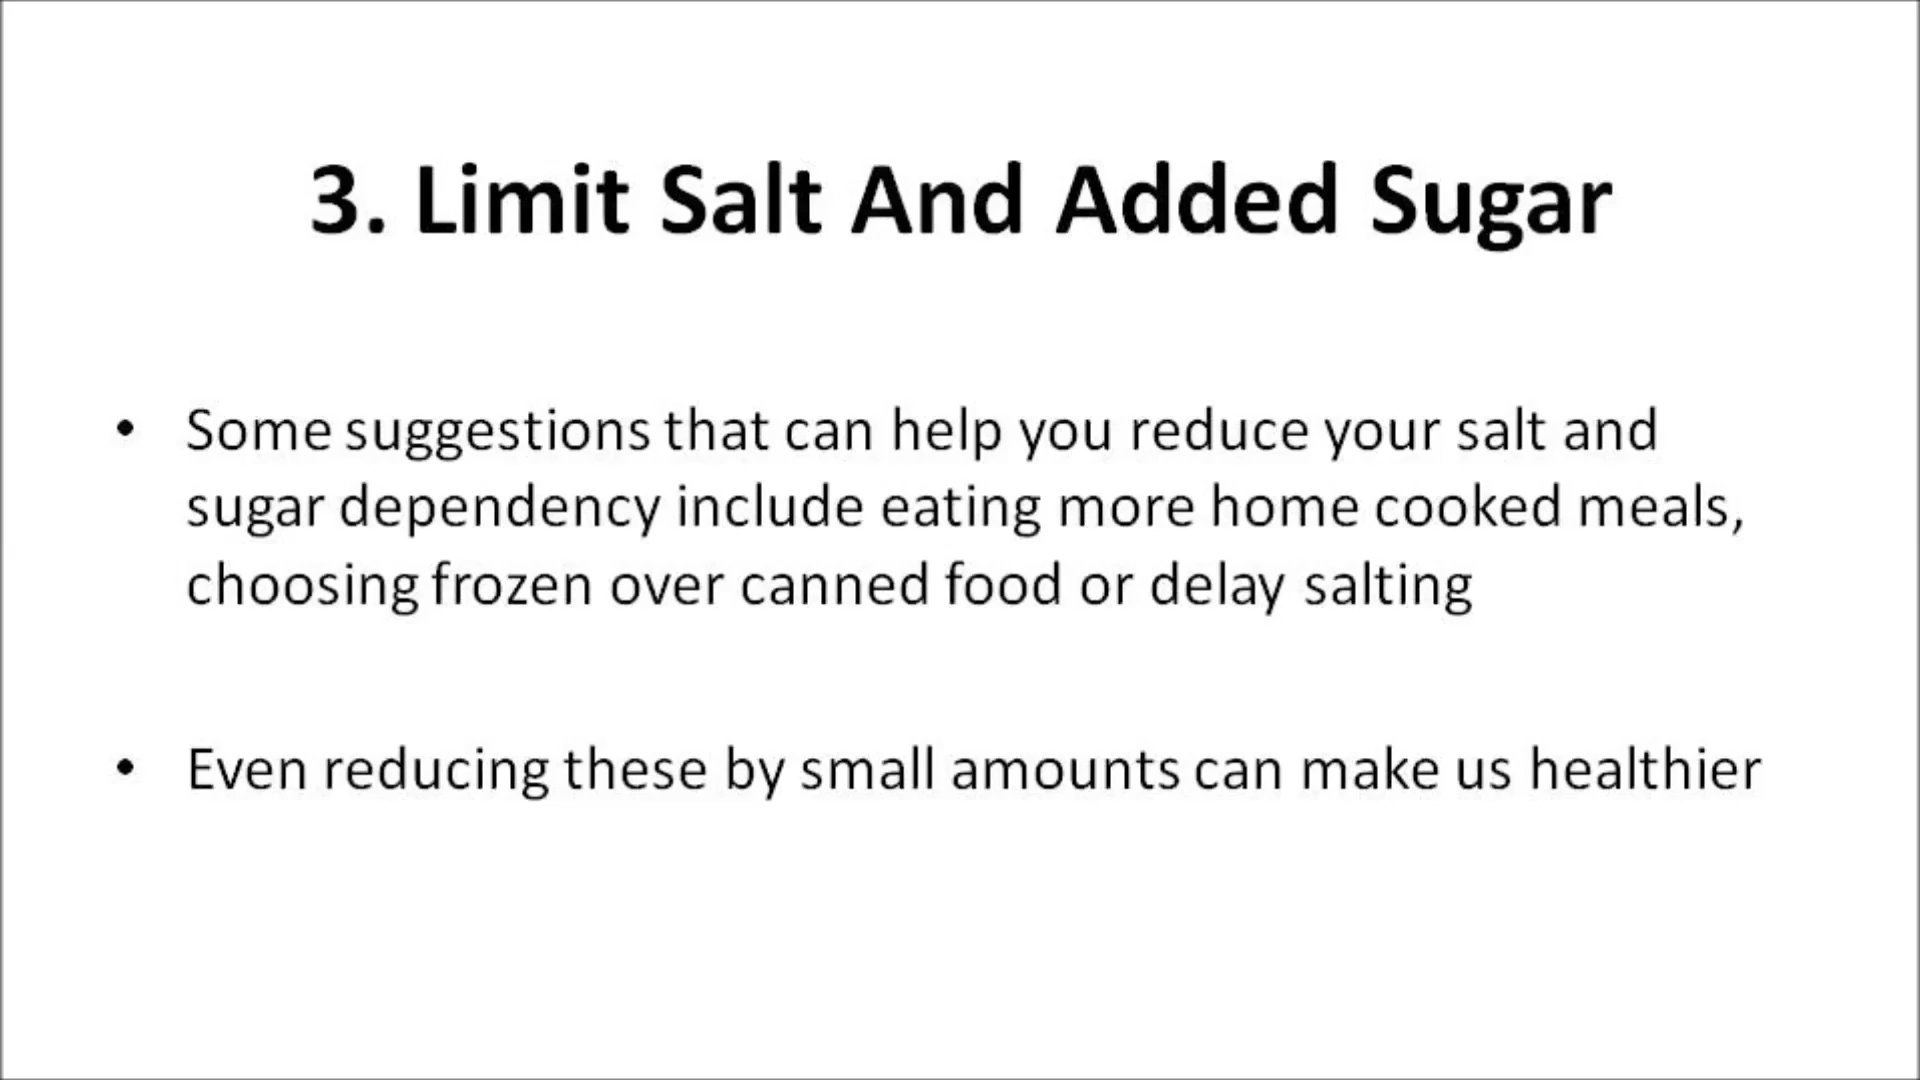 3. Limit Salt And Added Sugar
• Some suggestions that can help you reduce your salt and
sugar dependency include eating more home cooked meals,
choosing frozen over canned food or delay salting
• Even reducing these by small amounts can make us healthier